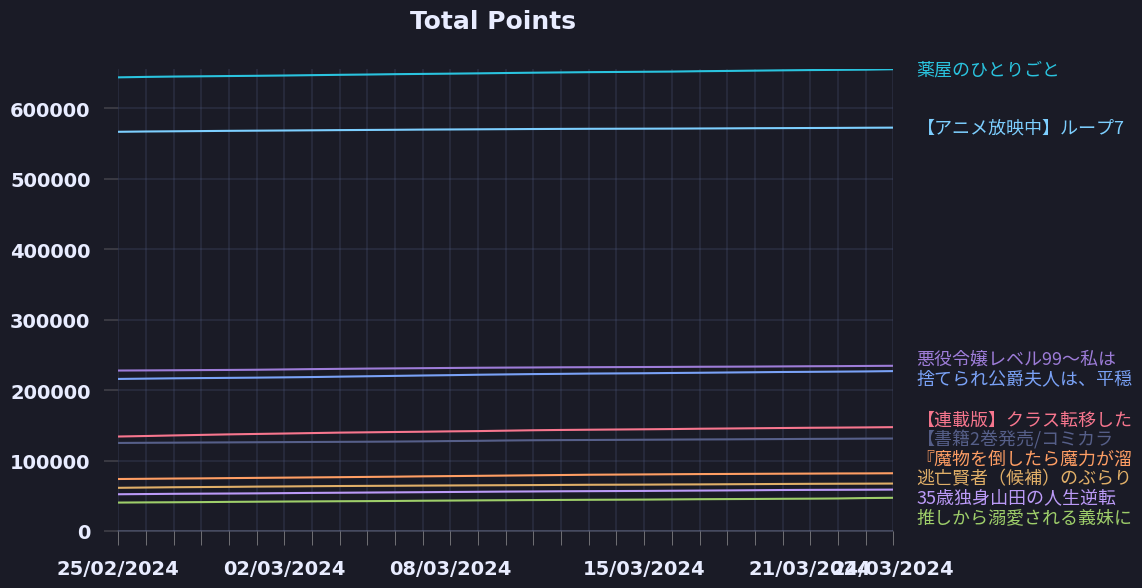 Total Points
薬屋のひとりごと
600000
【アニメ放映中】ループ7
500000
400000
300000
悪役令嬢レベル99～私は
捨てられ公爵夫人は、平穏
200000
【連載版】クラス転移した
【書籍2巻発売/コミカラ
100000
『魔物を倒したら魔力が溜
逃亡賢者（候補）のぶらり
35歳独身山田の人生逆転
推しから溺愛される義妹に
0
25/02/2024 02/03/2024 08/03/2024 15/03/2024 21/03/2024 24/03/2024